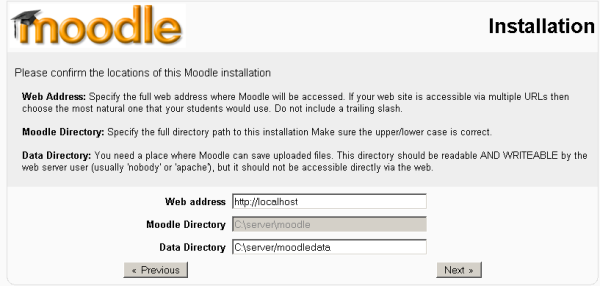 moodle
Installation
Please confirm the locations of this Moodle installation
Web Address: Specify the full web address where Moodle will be accessed. If your web site is accessible via multiple URLs then
choose the most natural one that your students would use. Do not include a trailing slash.
Moodle Directory: Specify the full directory path to this installation Make sure the upper/lower case is correct.
Data Directory: You need a place where Moodle can save uploaded files. This directory should be readable AND WRITEABLE by the
web server user (usually 'nobody' or 'apache'), but it should not be accessible directly via the web.
Web address http://localhost
Moodle Directory C:\server\moodle
Data Directory C:\server/moodledata
« Previous Next »